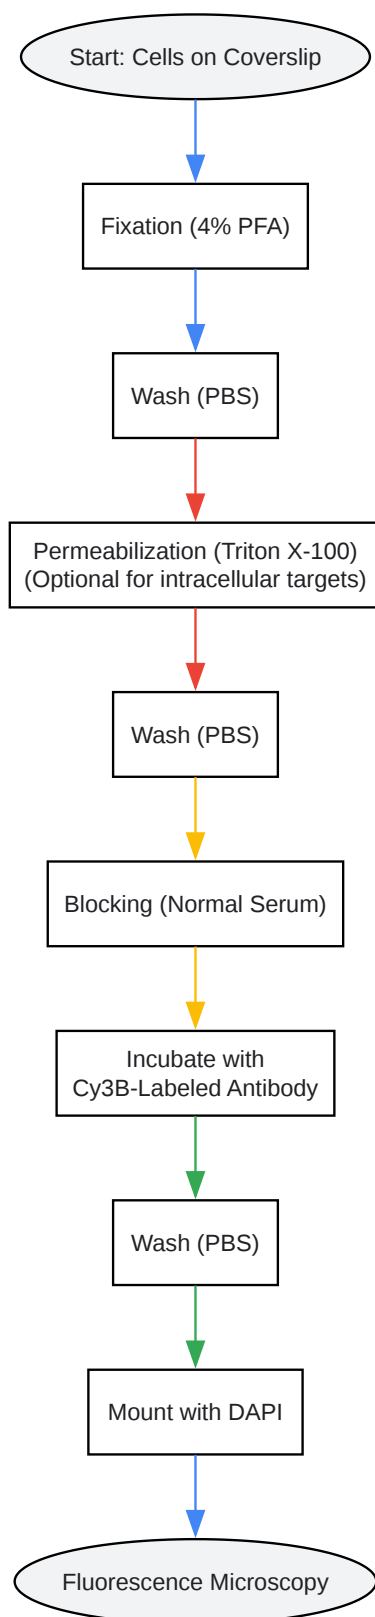 Start: Cells on Coverslip
Fixation (4% PFA)
Wash (PBS)
Permeabilization (Triton X-100)
(Optional for intracellular targets)
Wash (PBS)
Blocking (Normal Serum)
Incubate with
Cy3B-Labeled Antibody
Wash (PBS)
Mount with DAPI
Fluorescence Microscopy